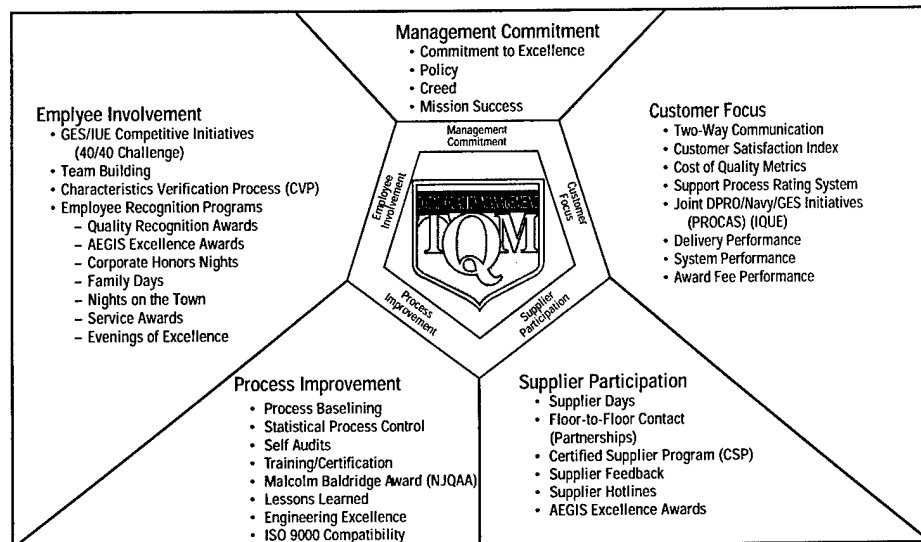 Management Commitment
• Commitment to Excellence
• Policy
• Creed
• Mission Success
Emplyee Involvement
• GES/IUE Competitive Initiatives
(40/40 Challenge)
• Team Building
• Characteristics Verification Process (CVP)
• Employee Recognition Programs
– Quality Recognition Awards
– AEGIS Excellence Awards
– Corporate Honors Nights
– Family Days
– Nights on the Town
– Service Awards
– Evenings of Excellence
Customer Focus
• Two-Way Communication
• Customer Satisfaction Index
• Cost of Quality Metrics
• Support Process Rating System
• Joint DPRO/Navy/GES Initiatives
(PROCAS) (IQUE)
• Delivery Performance
• System Performance
• Award Fee Performance
Management
Commitment
Employee
Involvement
Customer
Focus
TQM
Process
Improvement
Supplier
Participation
Process Improvement
• Process Baselining
• Statistical Process Control
• Self Audits
• Training/Certification
• Malcolm Baldridge Award (NJQAA)
• Lessons Learned
• Engineering Excellence
• ISO 9000 Compatibility
Supplier Participation
• Supplier Days
• Floor-to-Floor Contact
(Partnerships)
• Certified Supplier Program (CSP)
• Supplier Feedback
• Supplier Hotlines
• AEGIS Excellence Awards